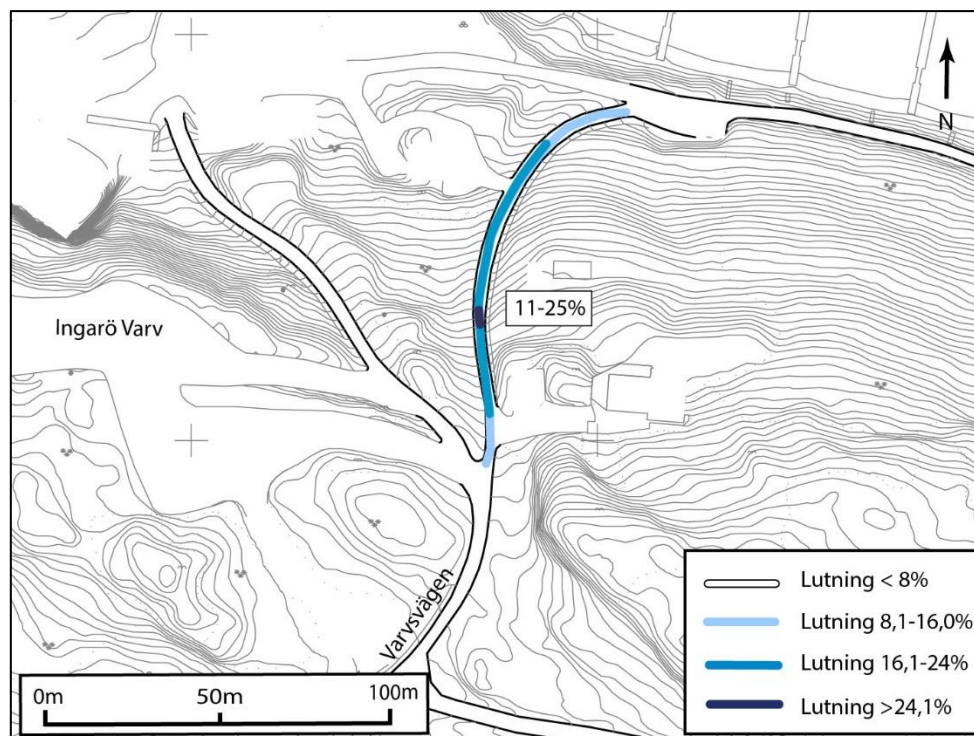 N
11-25%
Ingarö Varv
Varvsvägen
Lutning < 8%
Lutning 8,1-16,0%
Lutning 16,1-24%
Lutning >24,1%
0m 50m 100m